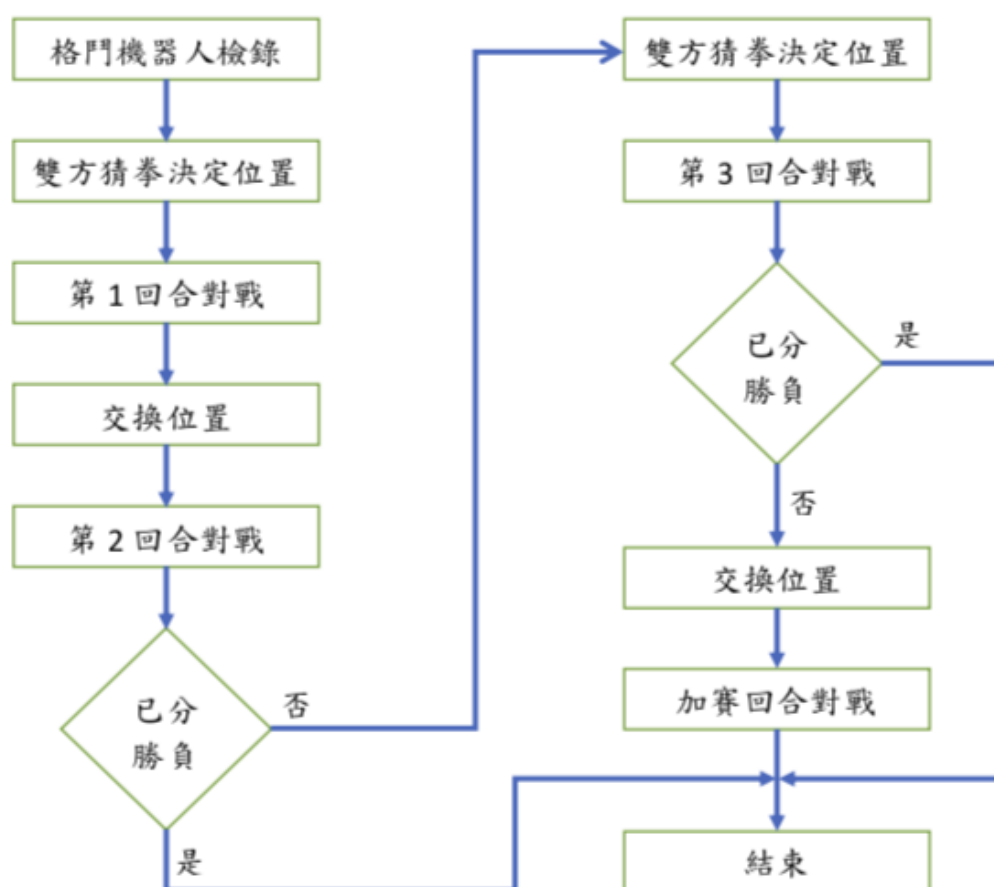 格鬥機器人檢錄
雙方猜拳決定位置
第 1 回合對戰
交換位置
第 2 回合對戰
已分
勝負
否
是
雙方猜拳決定位置
第 3 回合對戰
已分
勝負
是
否
交換位置
加賽回合對戰
結束